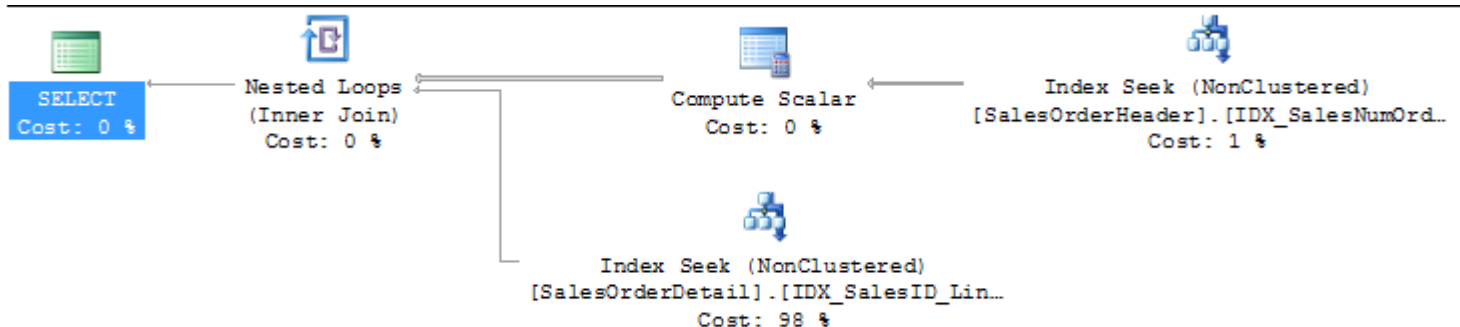 SELECT
Cost: 0 %
Nested Loops
(Inner Join)
Cost: 0 %
Compute Scalar
Cost: 0 %
Index Seek (NonClustered)
[SalesOrderHeader].[IDX_SalesNumOrd…
Cost: 1 %
Index Seek (NonClustered)
[SalesOrderDetail].[IDX_SalesID_Lin…
Cost: 98 %